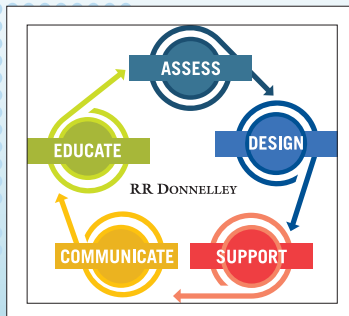 ASSESS
DESIGN
EDUCATE
RR DONNELLEY
COMMUNICATE
SUPPORT